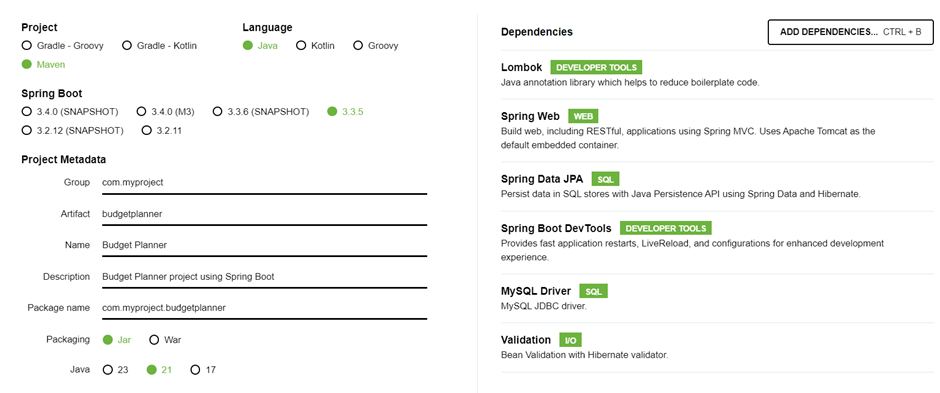 Project
Language
Gradle - Groovy Gradle - Kotlin
Java Kotlin Groovy
Maven
Spring Boot
3.4.0 (SNAPSHOT) 3.4.0 (M3) 3.3.6 (SNAPSHOT) 3.3.5
3.2.12 (SNAPSHOT) 3.2.11
Project Metadata
Group com.myproject
Artifact budgetplanner
Name Budget Planner
Description Budget Planner project using Spring Boot
Package name com.myproject.budgetplanner
Packaging Jar War
Java 23 21 17
Dependencies ADD DEPENDENCIES... CTRL + B
Lombok DEVELOPER TOOLS
Java annotation library which helps to reduce boilerplate code.
Spring Web WEB
Build web, including RESTful, applications using Spring MVC. Uses Apache Tomcat as the
default embedded container.
Spring Data JPA SQL
Persist data in SQL stores with Java Persistence API using Spring Data and Hibernate.
Spring Boot DevTools DEVELOPER TOOLS
Provides fast application restarts, LiveReload, and configurations for enhanced development
experience.
MySQL Driver SQL
MySQL JDBC driver.
Validation I/O
Bean Validation with Hibernate validator.